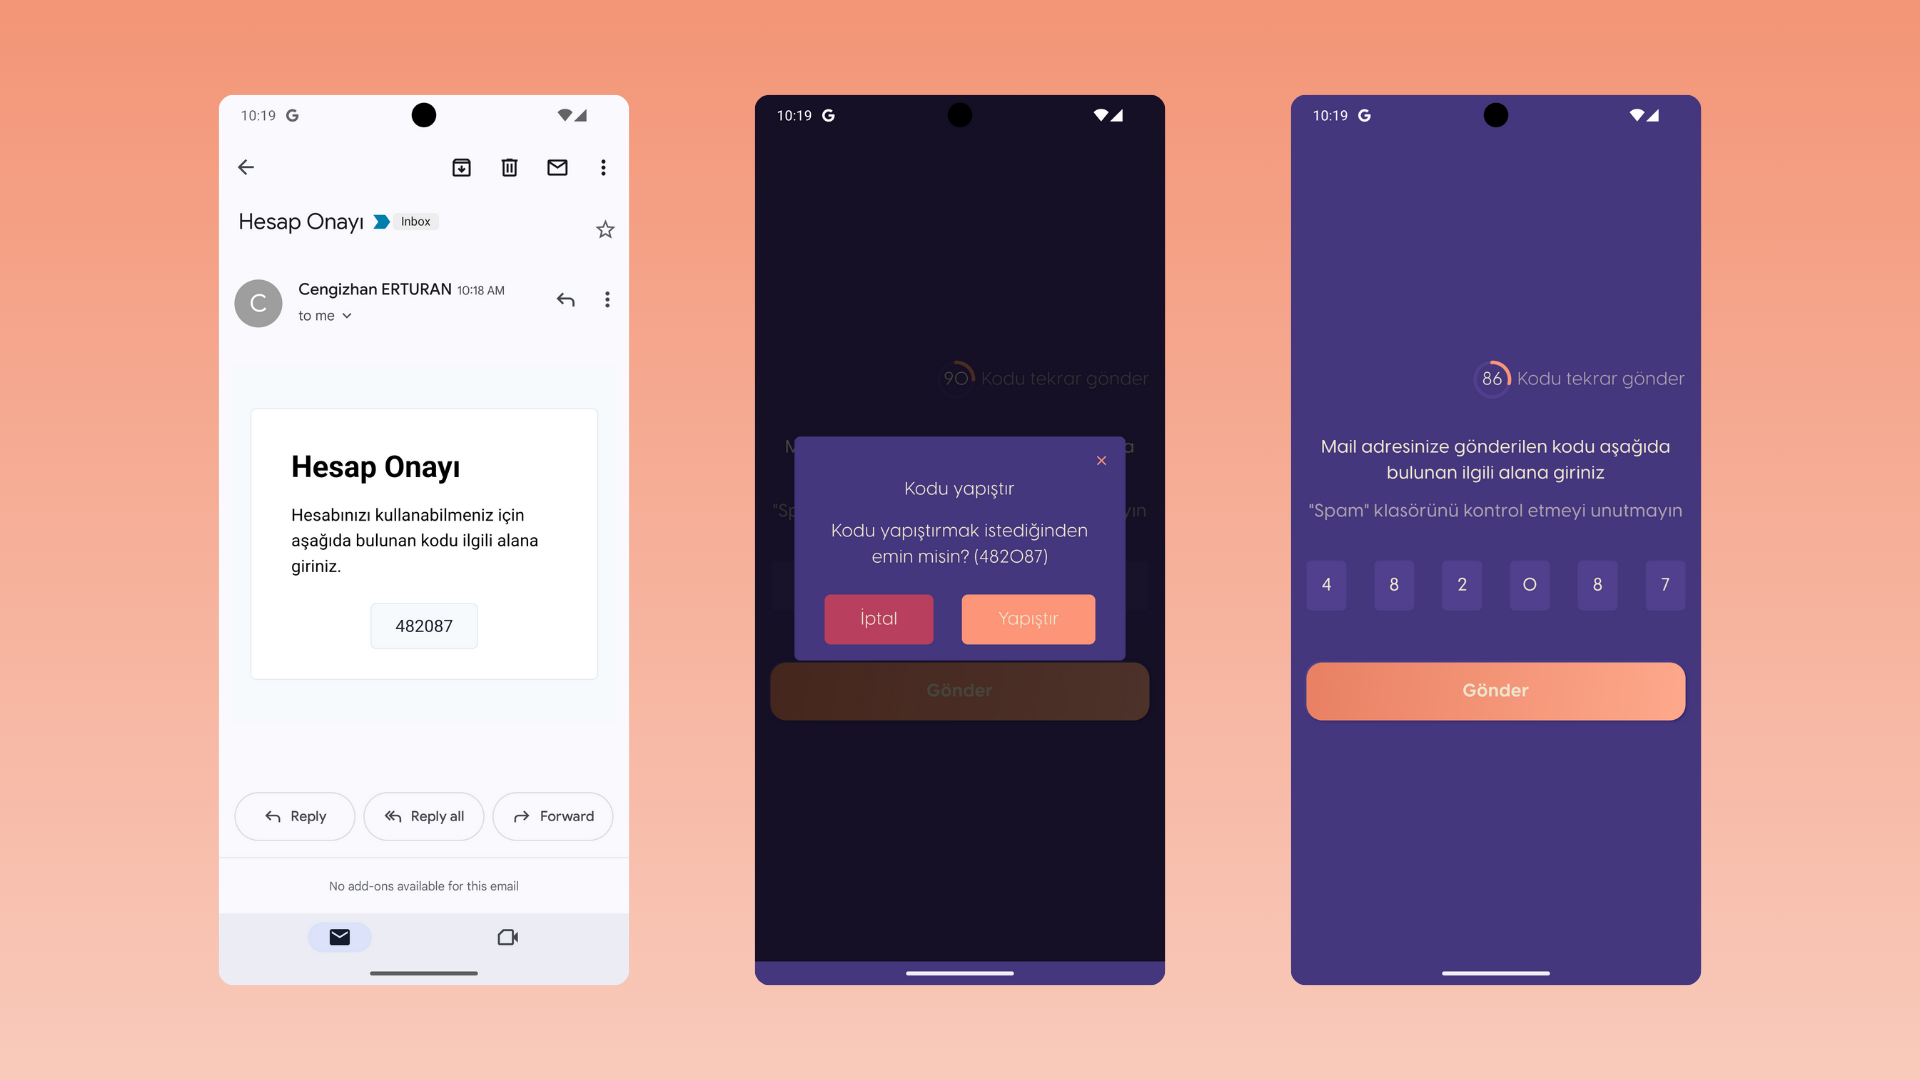 10:19 G
Hesap Onayı Inbox
C
Cengizhan ERTURAN 10:18 AM
to me
Hesap Onayı
Hesabınızı kullanabilmeniz için
aşağıda bulunan kodu ilgili alana
giriniz.
482087
Reply Reply all Forward
No add-ons available for this email
10:19 G
90 Kodu tekrar gönder
Kodu yapıştır
Kodu yapıştırmak istediğinden
emin misin? (482087)
İptal Yapıştır
Gönder
10:19 G
86 Kodu tekrar gönder
Mail adresinize gönderilen kodu aşağıda
bulunan ilgili alana giriniz
"Spam" klasörünü kontrol etmeyi unutmayın
4 8 2 0 8 7
Gönder